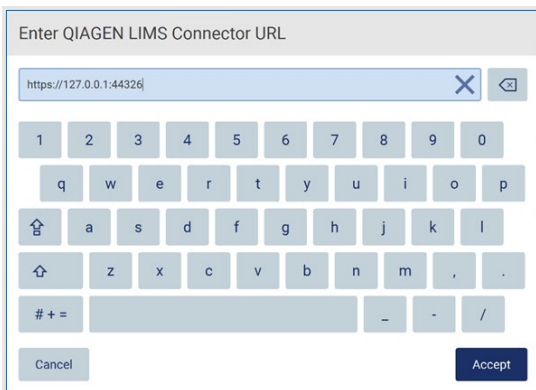 Enter QIAGEN LIMS Connector URL
https://127.0.0.1:44326
1 2 3 4 5 6 7 8 9 0
q w e r t y u i o p
a s d f g h j k l
z x c v b n m , .
# + = _ - /
Cancel Accept